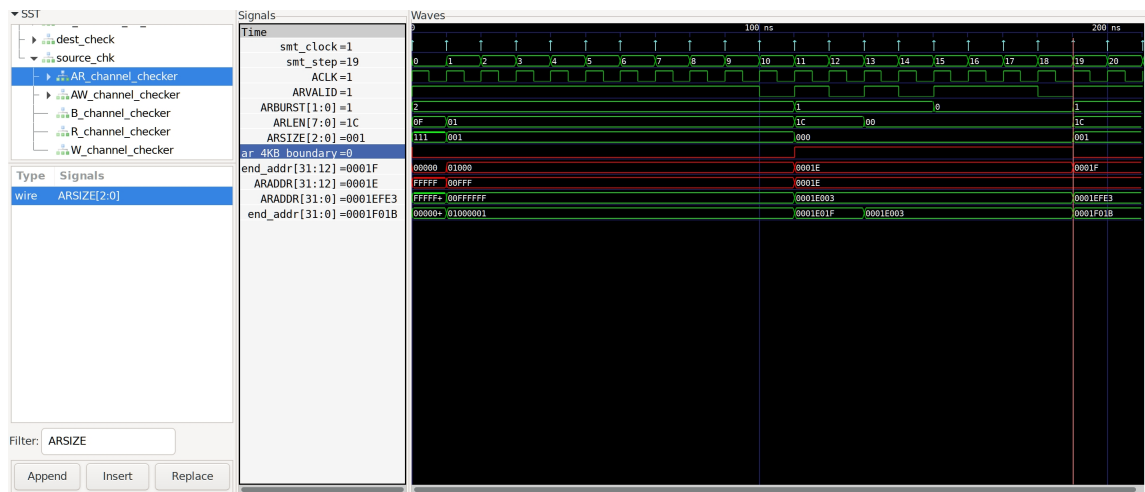 SST
dest_check
source_chk
AR_channel_checker
AW_channel_checker
B_channel_checker
R_channel_checker
W_channel_checker
Type Signals
wire ARSIZE[2:0]
Filter: ARSIZE
Append Insert Replace
Signals
Time
smt_clock=1
smt_step=19
ACLK=1
ARVALID=1
ARBURST[1:0]=1
ARLEN[7:0]=1C
ARSIZE[2:0]=001
ar 4KB boundary=0
end_addr[31:12]=0001F
ARADDR[31:12]=0001E
ARADDR[31:0]=0001EFE3
end_addr[31:0]=0001F01B
Waves
0 100 ns 200 ns
0 1 2 3 4 5 6 7 8 9 10 11 12 13 14 15 16 17 18 19 20
2 1 0 1
0F 01 1C 00 1C
111 001 000 001
00000 01000 0001E 0001F
FFFFF 00FFF 0001E
FFFFF+ 00FFFFFF 0001E003 0001EFE3
00000+ 01000001 0001E01F 0001E003 0001F01B